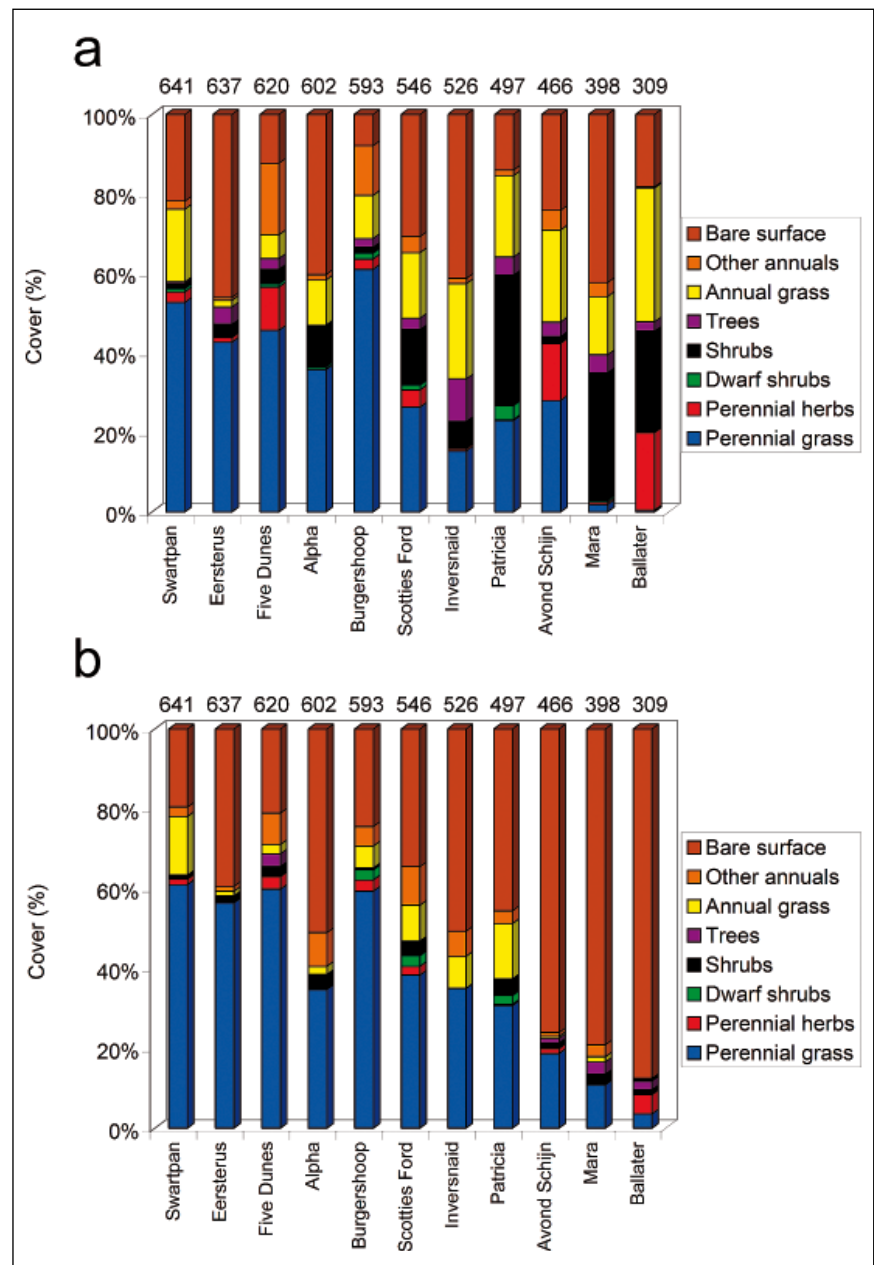 a
641 637 620 602 593 546 526 497 466 398 309
100%
80%
60%
40%
20%
0%
Cover (%)
Swartpan
Eersterus
Five Dunes
Alpha
Burgershoop
Scotties Ford
Inversnaid
Patricia
Avond Schijn
Mara
Ballater
Bare surface
Other annuals
Annual grass
Trees
Shrubs
Dwarf shrubs
Perennial herbs
Perennial grass
b
641 637 620 602 593 546 526 497 466 398 309
100%
80%
60%
40%
20%
0%
Cover (%)
Swartpan
Eersterus
Five Dunes
Alpha
Burgershoop
Scotties Ford
Inversnaid
Patricia
Avond Schijn
Mara
Ballater
Bare surface
Other annuals
Annual grass
Trees
Shrubs
Dwarf shrubs
Perennial herbs
Perennial grass